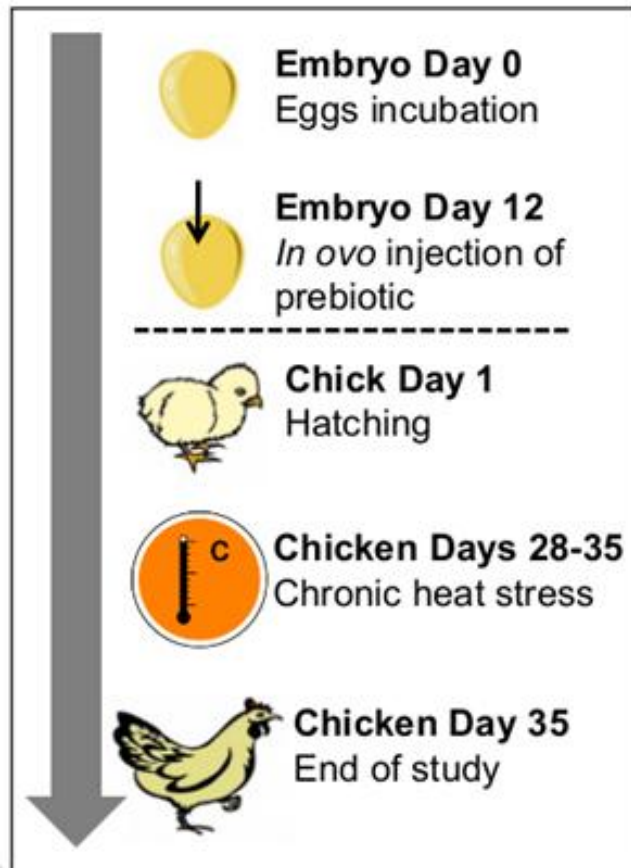 Embryo Day 0
Eggs incubation
Embryo Day 12
In ovo injection of
prebiotic
Chick Day 1
Hatching
C
Chicken Days 28-35
Chronic heat stress
Chicken Day 35
End of study